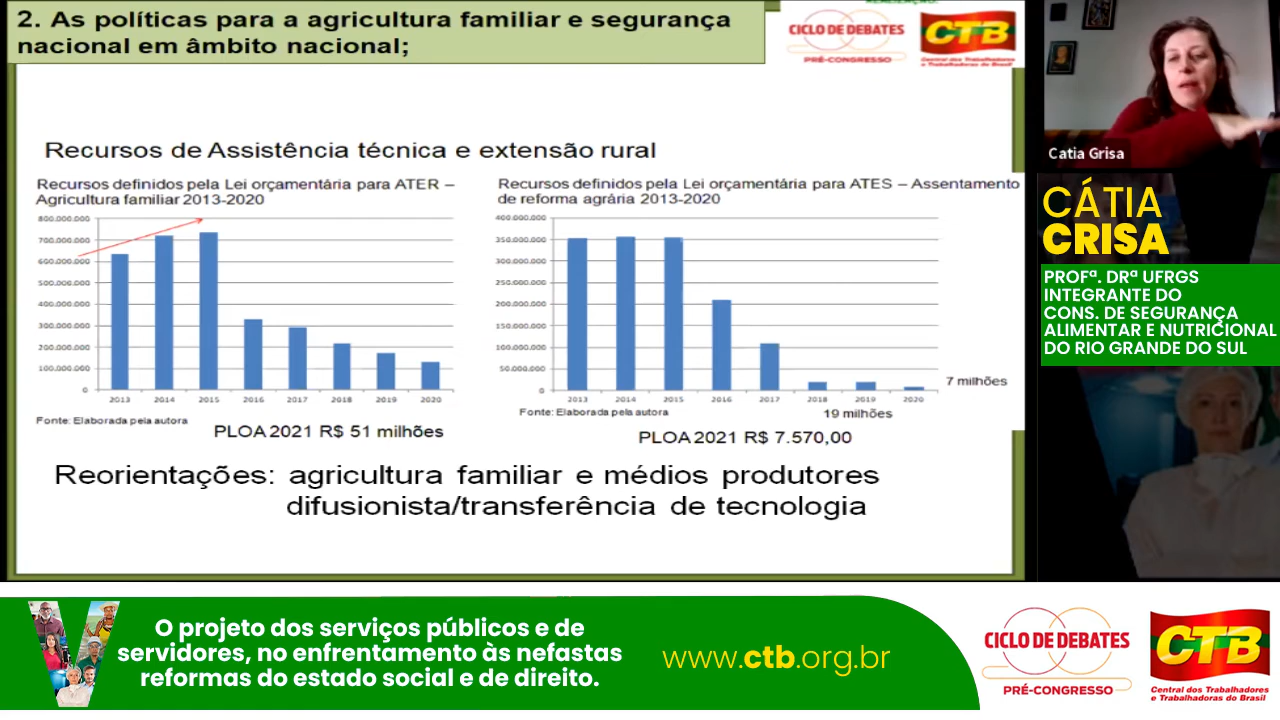 2. As políticas para a agricultura familiar e segurança
nacional em âmbito nacional;
REALIZAÇÃO:
CICLO DE DEBATES
PRÉ-CONGRESSO
CTB
Central dos Trabalhadores
e Trabalhadoras do Brasil
Recursos de Assistência técnica e extensão rural
Recursos definidos pela Lei orçamentária para ATER –
Agricultura familiar 2013-2020
800.000.000
700.000.000
600.000.000
500.000.000
400.000.000
300.000.000
200.000.000
100.000.000
0
2013 2014 2015 2016 2017 2018 2019 2020
Fonte: Elaborada pela autora
PLOA 2021 R$ 51 milhões
Recursos definidos pela Lei orçamentária para ATES – Assentamento
de reforma agrária 2013-2020
400.000.000
350.000.000
300.000.000
250.000.000
200.000.000
150.000.000
100.000.000
50.000.000
0
2013 2014 2015 2016 2017 2018 2019 2020
7 milhões
Fonte: Elaborada pela autora
19 milhões
PLOA 2021 R$ 7.570,00
Reorientações: agricultura familiar e médios produtores
difusionista/transferência de tecnologia
Catia Grisa
CÁTIA
CRISA
PROFª. DRª UFRGS
INTEGRANTE DO
CONS. DE SEGURANÇA
ALIMENTAR E NUTRICIONAL
DO RIO GRANDE DO SUL
V
O projeto dos serviços públicos e de
servidores, no enfrentamento às nefastas
reformas do estado social e de direito.
www.ctb.org.br
CICLO DE DEBATES
PRÉ-CONGRESSO
CTB
Central dos Trabalhadores
e Trabalhadoras do Brasil